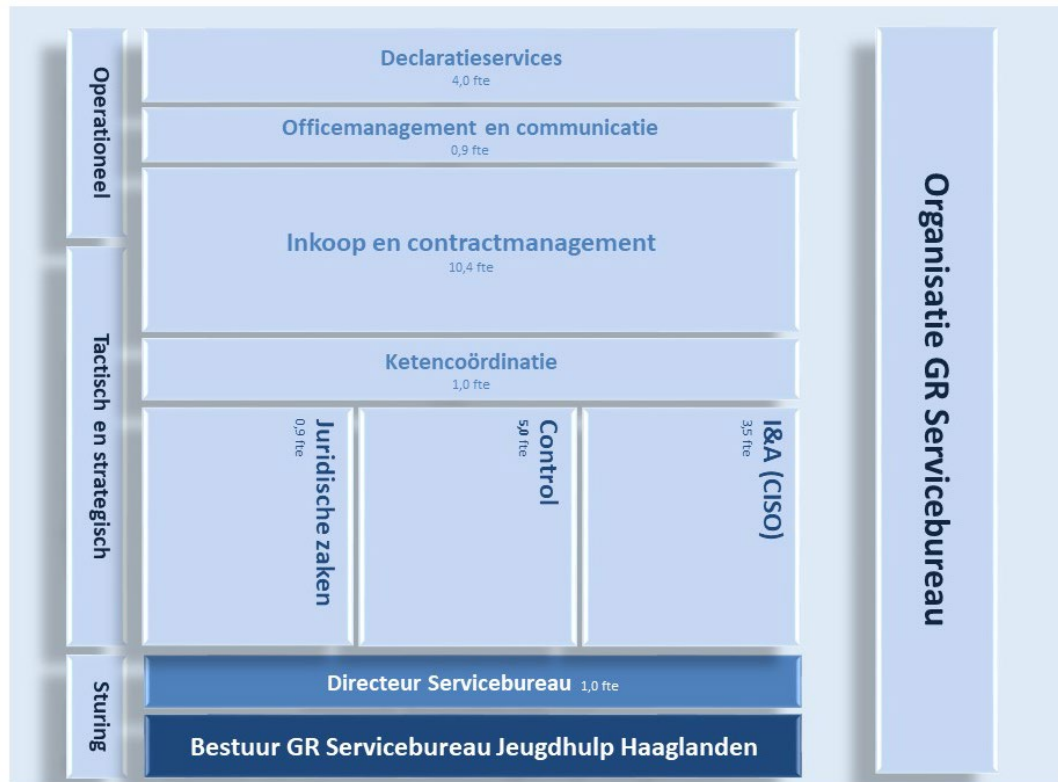 Operationeel
Tactisch en strategisch
Sturing
Declaratieservices
4,0 fte
Officemanagement en communicatie
0,9 fte
Inkoop en contractmanagement
10,4 fte
Ketencoördinatie
1,0 fte
Juridische zaken
0,9 fte
Control
5,0 fte
I&A (CISO)
3,5 fte
Directeur Servicebureau 1,0 fte
Bestuur GR Servicebureau Jeugdhulp Haaglanden
Organisatie GR Servicebureau